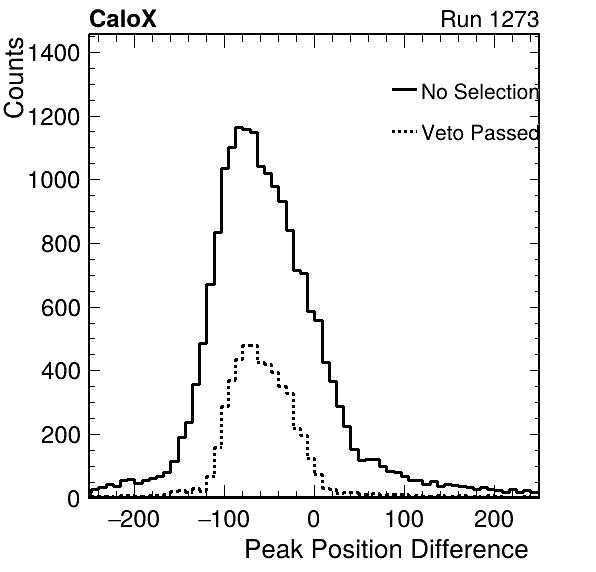 CaloX Run 1273
Counts
1400
1200
1000
800
600
400
200
0
No Selection
Veto Passed
−200 −100 0 100 200
Peak Position Difference